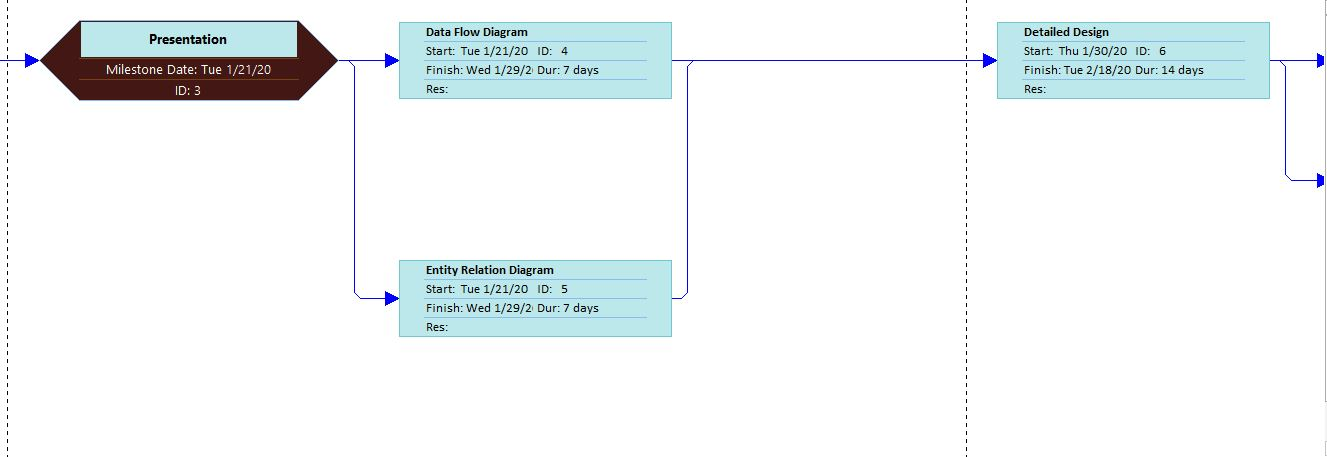 Presentation
Milestone Date: Tue 1/21/20
ID: 3
Data Flow Diagram
Start: Tue 1/21/20 ID: 4
Finish: Wed 1/29/2 Dur: 7 days
Res:
Entity Relation Diagram
Start: Tue 1/21/20 ID: 5
Finish: Wed 1/29/2 Dur: 7 days
Res:
Detailed Design
Start: Thu 1/30/20 ID: 6
Finish: Tue 2/18/20 Dur: 14 days
Res: